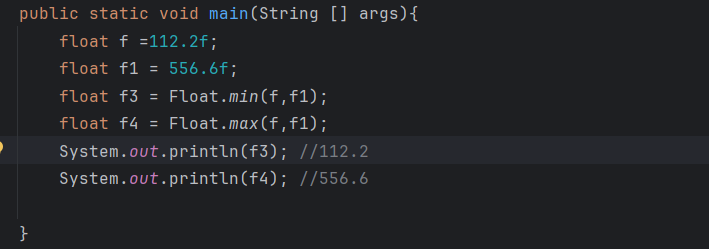 public static void main(String [] args){
float f =112.2f;
float f1 = 556.6f;
float f3 = Float.min(f,f1);
float f4 = Float.max(f,f1);
System.out.println(f3); //112.2
System.out.println(f4); //556.6
}